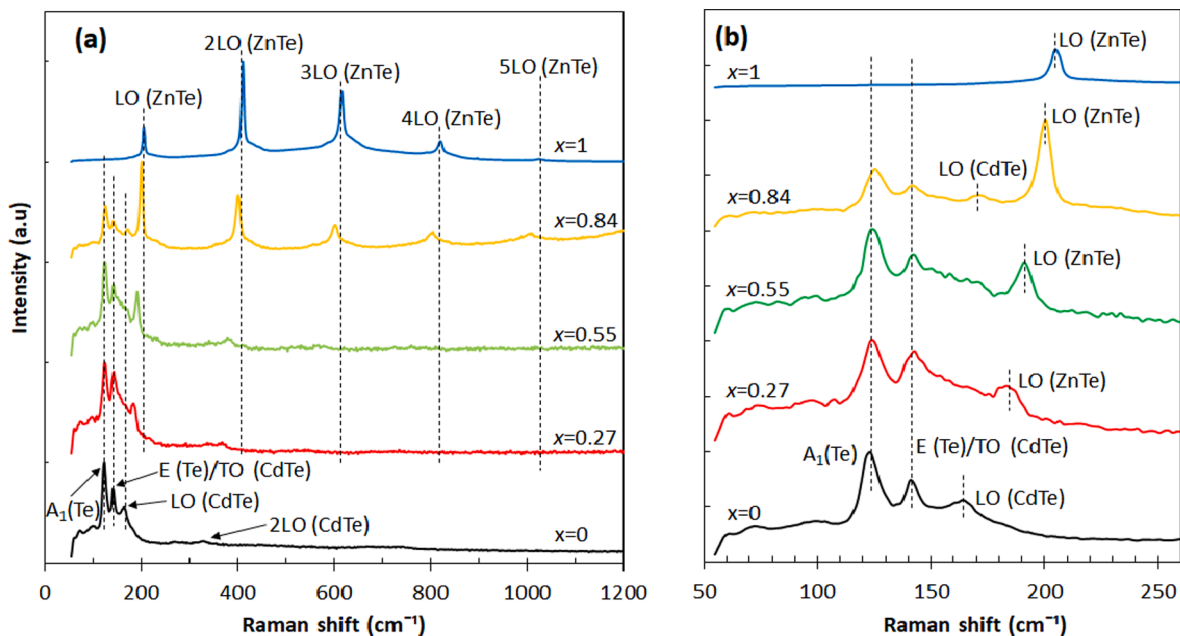 (a)
2LO (ZnTe)
3LO (ZnTe)
5LO (ZnTe)
LO (ZnTe)
4LO (ZnTe)
x=1
x=0.84
x=0.55
x=0.27
E (Te)/TO (CdTe)
LO (CdTe)
A₁(Te)
2LO (CdTe)
x=0
Intensity (a.u)
0 200 400 600 800 1000 1200
Raman shift (cm⁻¹)
(b)
LO (ZnTe)
x=1
LO (ZnTe)
LO (CdTe)
x=0.84
LO (ZnTe)
x=0.55
LO (ZnTe)
x=0.27
A₁(Te)
E (Te)/TO (CdTe)
LO (CdTe)
x=0
50 100 150 200 250
Raman shift (cm⁻¹)